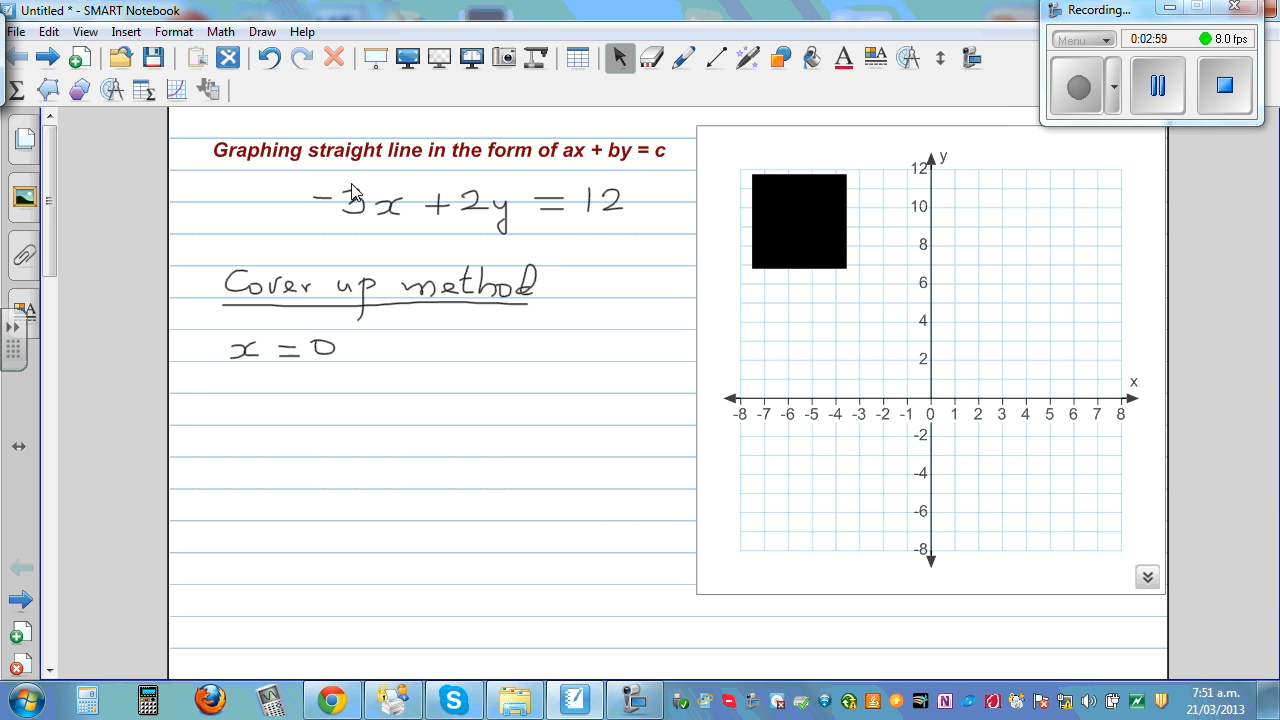 Untitled * - SMART Notebook
Recording...
File Edit View Insert Format Math Draw Help
Menu
0:02:59
8.0 fps
Graphing straight line in the form of ax + by = c
-3x + 2y = 12
Cover up method
x = 0
y
12
10
8
6
4
2
x
-8 -7 -6 -5 -4 -3 -2 -1 0 1 2 3 4 5 6 7 8
-2
-4
-6
-8
7:51 a.m.
21/03/2013